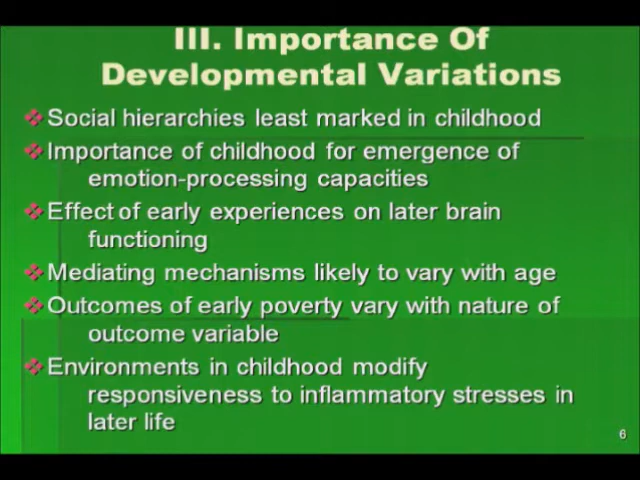 III. Importance Of
Developmental Variations
Social hierarchies least marked in childhood
Importance of childhood for emergence of
emotion-processing capacities
Effect of early experiences on later brain
functioning
Mediating mechanisms likely to vary with age
Outcomes of early poverty vary with nature of
outcome variable
Environments in childhood modify
responsiveness to inflammatory stresses in
later life
6